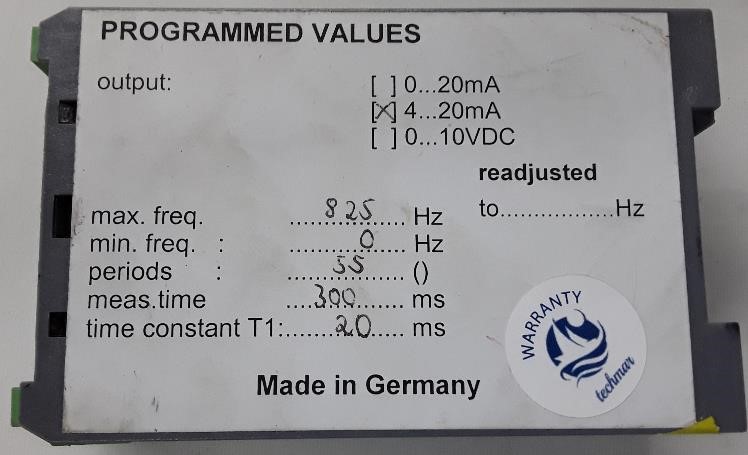 PROGRAMMED VALUES
output:
[ ] 0...20mA
[X] 4...20mA
[ ] 0...10VDC
readjusted
to.................Hz
max. freq. ......825...... Hz
min. freq. : ..........0...... Hz
periods : .......55...... ()
meas.time ....300....... ms
time constant T1:.......20..... ms
Made in Germany
WARRANTY
techmar